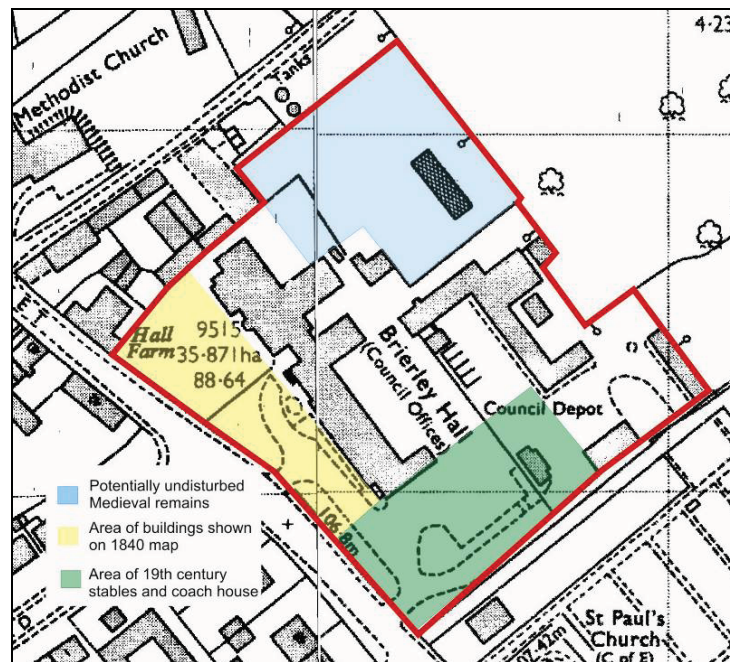 4·23
Methodist Church
Tanks
Hall
Farm
9515
35·871ha
88·64
Brierley Hall
(Council Offices)
Council Depot
106.8m
Potentially undisturbed
Medieval remains
Area of buildings shown
on 1840 map
Area of 19th century
stables and coach house
St Paul's
Church
(C of E)